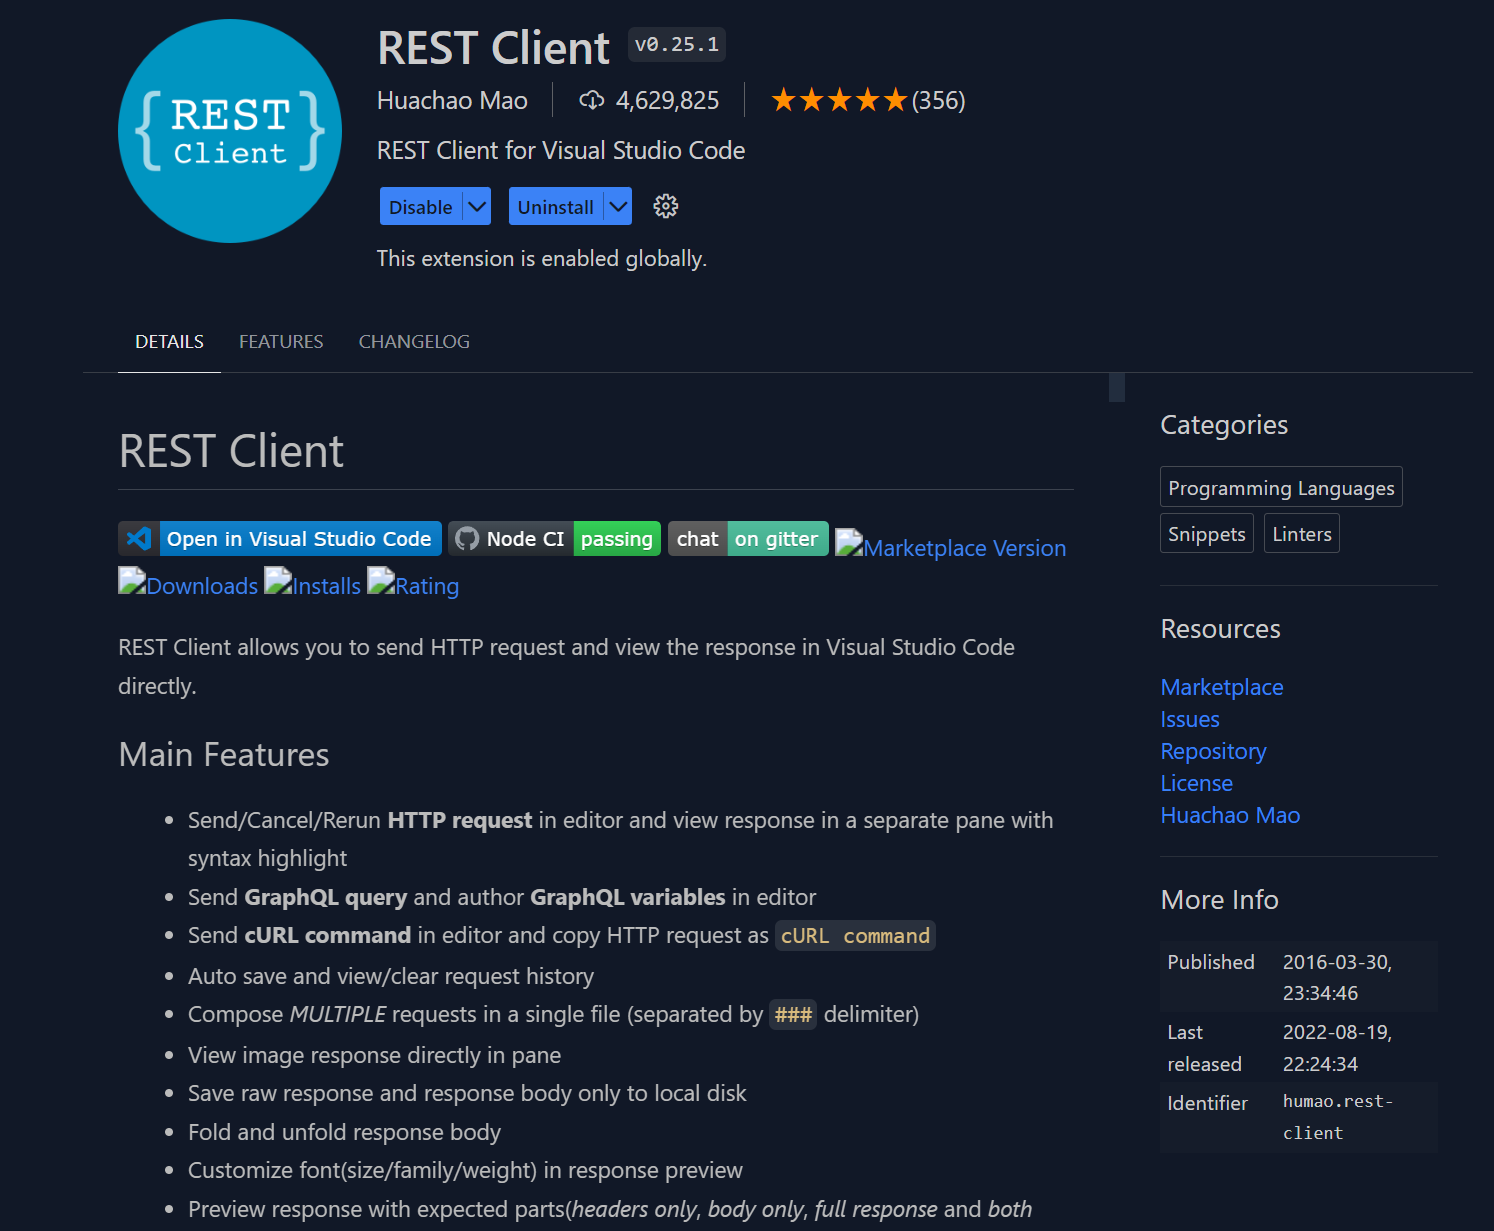 { REST
Client }
REST Client v0.25.1
Huachao Mao 4,629,825 (356)
REST Client for Visual Studio Code
Disable Uninstall
This extension is enabled globally.
DETAILS FEATURES CHANGELOG
REST Client
Open in Visual Studio Code Node CI passing chat on gitter Marketplace Version
Downloads Installs Rating
REST Client allows you to send HTTP request and view the response in Visual Studio Code
directly.
Main Features
• Send/Cancel/Rerun HTTP request in editor and view response in a separate pane with
syntax highlight
• Send GraphQL query and author GraphQL variables in editor
• Send cURL command in editor and copy HTTP request as cURL command
• Auto save and view/clear request history
• Compose MULTIPLE requests in a single file (separated by ### delimiter)
• View image response directly in pane
• Save raw response and response body only to local disk
• Fold and unfold response body
• Customize font(size/family/weight) in response preview
• Preview response with expected parts(headers only, body only, full response and both
Categories
Programming Languages
Snippets Linters
Resources
Marketplace
Issues
Repository
License
Huachao Mao
More Info
Published 2016-03-30,
23:34:46
Last 2022-08-19,
released 22:24:34
Identifier humao.rest-
client